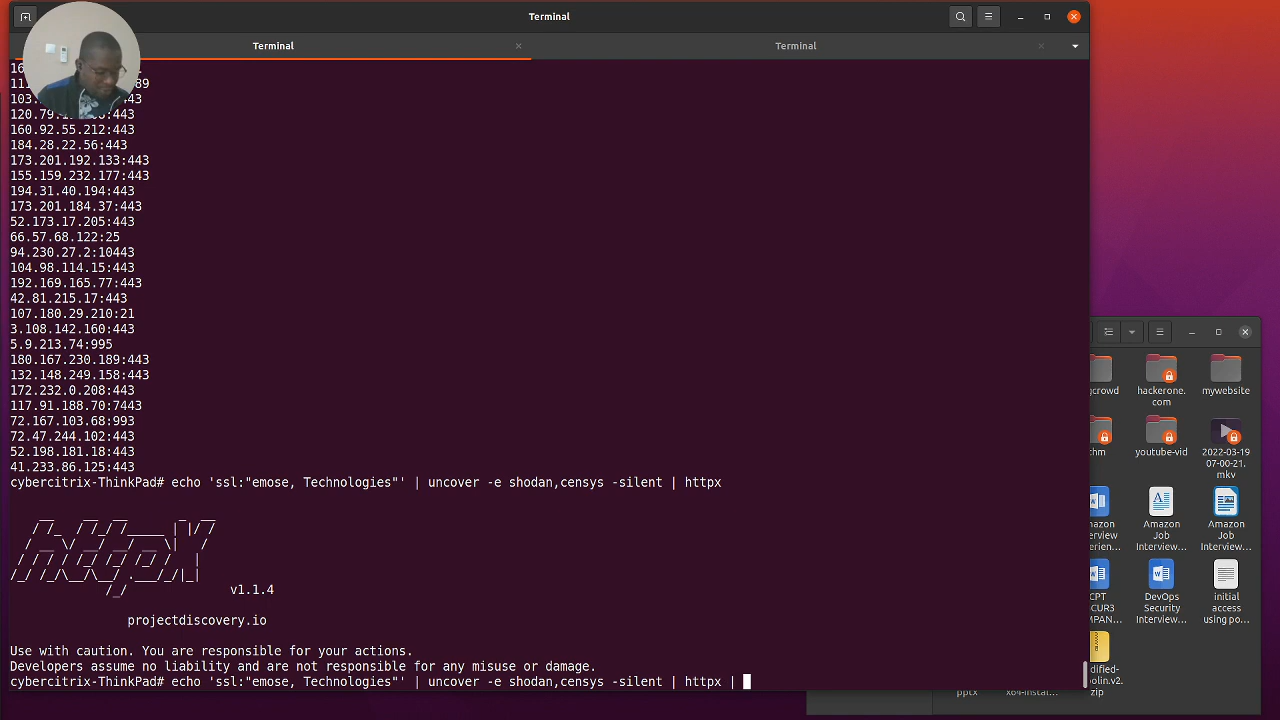 Terminal
Terminal
Terminal
160.92.55.212:443
184.28.22.56:443
173.201.192.133:443
155.159.232.177:443
194.31.40.194:443
173.201.184.37:443
52.173.17.205:443
66.57.68.122:25
94.230.27.2:10443
104.98.114.15:443
192.169.165.77:443
42.81.215.17:443
107.180.29.210:21
3.108.142.160:443
5.9.213.74:995
180.167.230.189:443
132.148.249.158:443
172.232.0.208:443
117.91.188.70:7443
72.167.103.68:993
72.47.244.102:443
52.198.181.18:443
41.233.86.125:443
cybercitrix-ThinkPad# echo 'ssl:"emose, Technologies"' | uncover -e shodan,censys -silent | httpx
httpx
v1.1.4
projectdiscovery.io
Use with caution. You are responsible for your actions.
Developers assume no liability and are not responsible for any misuse or damage.
cybercitrix-ThinkPad# echo 'ssl:"emose, Technologies"' | uncover -e shodan,censys -silent | httpx |
hackerone.
com
mywebsite
youtube-vid
2022-03-19
07-00-21.
mkv
Amazon
Job
Interview...
Amazon
Job
Interview...
DevOps
Security
Interview...
initial
access
using po...
pptx
x64-instal...
zip